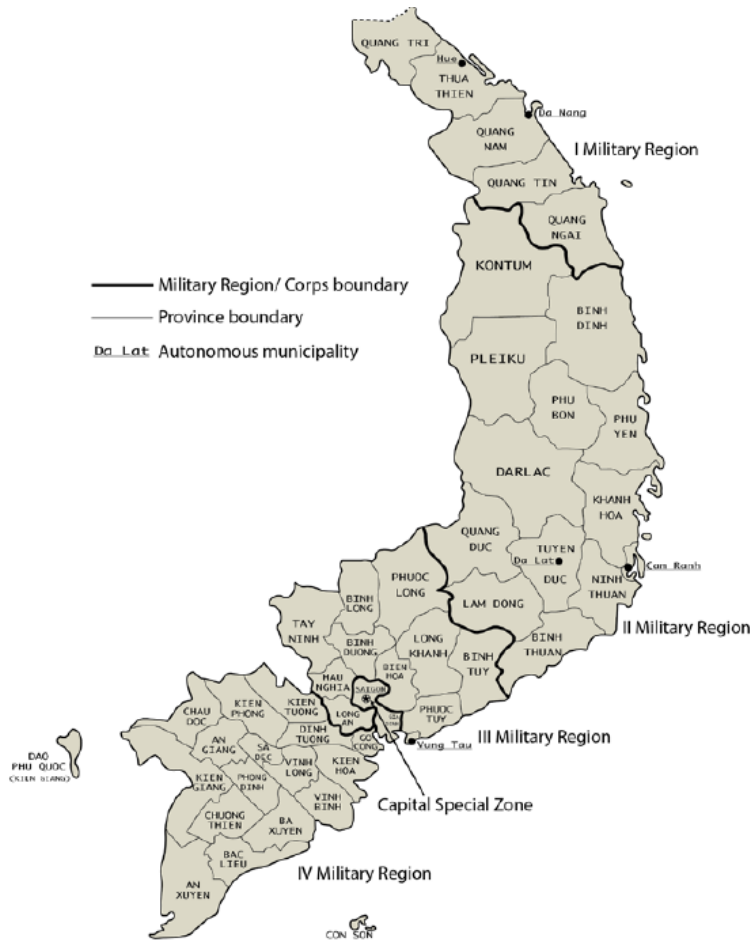 QUANG TRI
Hue
THUA
THIEN
Da Nang
QUANG
NAM
I Military Region
QUANG TIN
QUANG
NGAI
KONTUM
Military Region/ Corps boundary
Province boundary
Da Lat Autonomous municipality
BINH
DINH
PLEIKU
PHU
BON
PHU
YEN
DARLAC
KHANH
HOA
QUANG
DUC
TUYEN
Da Lat
DUC
Cam Ranh
NINH
THUAN
PHUOC
LONG
BINH
LONG
LAM DONG
II Military Region
TAY
NINH
BINH
DUONG
LONG
KHANH
BINH
THUAN
BINH
TUY
BIEN
HOA
HAU
NGHIA
SAIGON
PHUOC
TUY
III Military Region
Vung Tau
LONG
AN
KIEN
TUONG
KIEN
PHONG
CHAU
DOC
DINH
TUONG
GO
CONG
AN
GIANG
SA
DEC
VINH
LONG
KIEN
HOA
DAO
PHU QUOC
(KIEN GIANG)
KIEN
GIANG
PHONG
DINH
VINH
BINH
Capital Special Zone
CHUONG
THIEN
BA
XUYEN
BAC
LIEU
IV Military Region
AN
XUYEN
CON SON